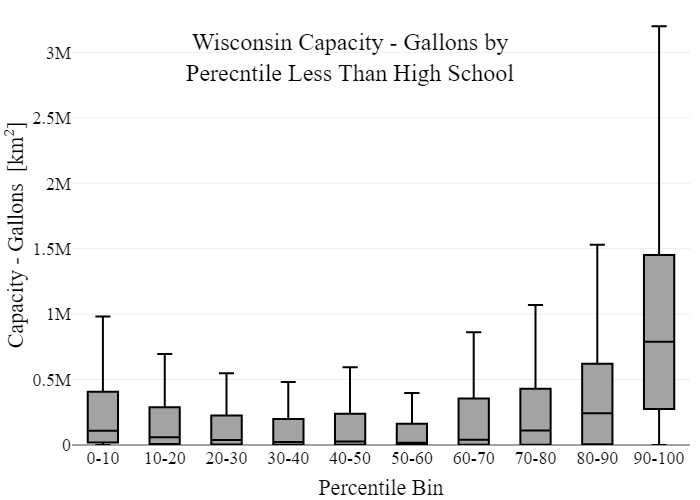 Wisconsin Capacity - Gallons by
Perecntile Less Than High School
Capacity - Gallons [km²]
3M
2.5M
2M
1.5M
1M
0.5M
0
0-10 10-20 20-30 30-40 40-50 50-60 60-70 70-80 80-90 90-100
Percentile Bin